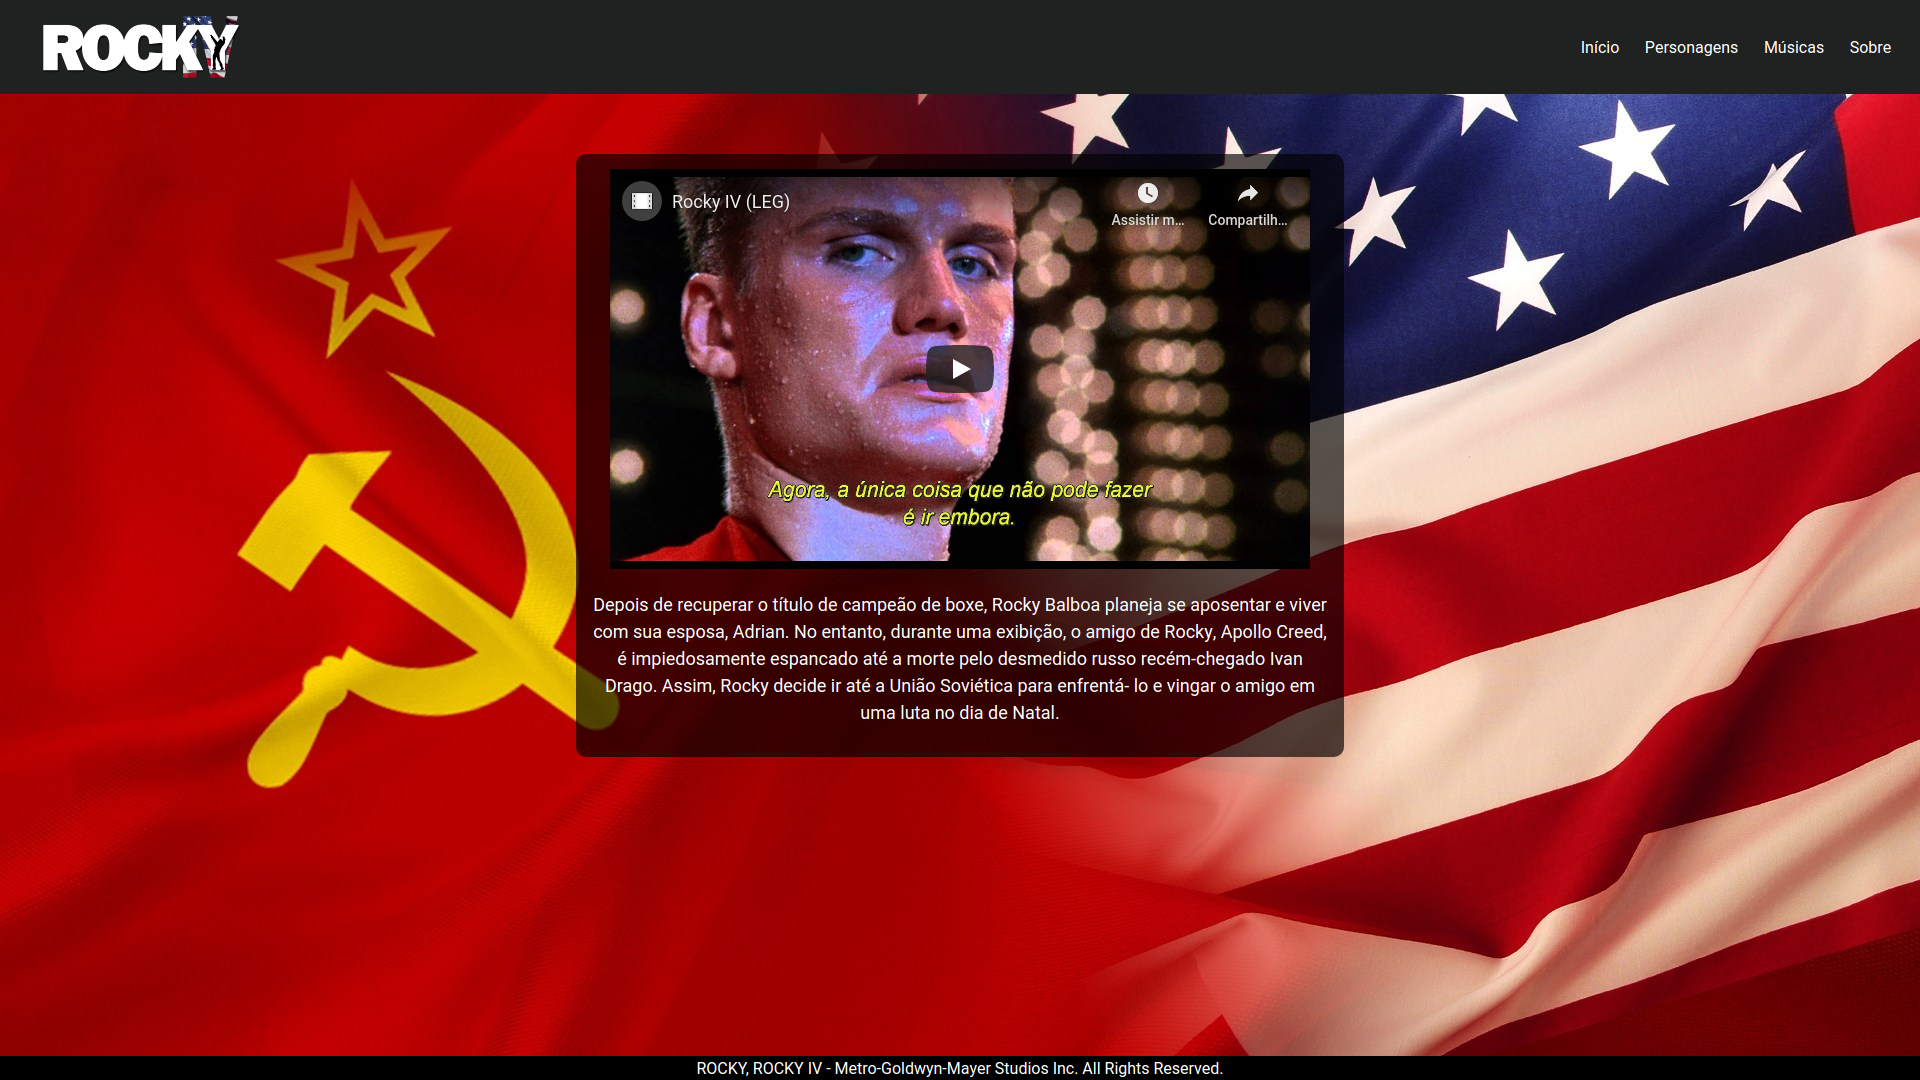 ROCKY
Início
Personagens
Músicas
Sobre
Rocky IV (LEG)
Assistir m...
Compartilh...
Agora, a única coisa que não pode fazer
é ir embora.
Depois de recuperar o título de campeão de boxe, Rocky Balboa planeja se aposentar e viver
com sua esposa, Adrian. No entanto, durante uma exibição, o amigo de Rocky, Apollo Creed,
é impiedosamente espancado até a morte pelo desmedido russo recém-chegado Ivan
Drago. Assim, Rocky decide ir até a União Soviética para enfrentá- lo e vingar o amigo em
uma luta no dia de Natal.
ROCKY, ROCKY IV - Metro-Goldwyn-Mayer Studios Inc. All Rights Reserved.